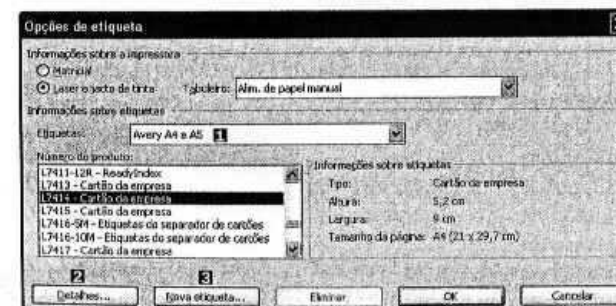 Opções de etiqueta
Informações sobre a impressora
Matricial
Laser e jacto de tinta Tabuleiro: Alim. de papel manual
Informações sobre etiquetas
Etiquetas: Avery A4 e A5 1
Número do produto:
L7411-12R - ReadyIndex
L7413 - Cartão da empresa
L7414 - Cartão da empresa
L7415 - Cartão da empresa
L7416-5M - Etiquetas do separador de cartões
L7416-10M - Etiquetas do separador de cartões
L7417 - Cartão da empresa
Informações sobre etiquetas
Tipo: Cartão da empresa
Altura: 5,2 cm
Largura: 9 cm
Tamanho da página: A4 (21 x 29,7 cm)
2 3
Detalhes... Nova etiqueta... Eliminar OK Cancelar